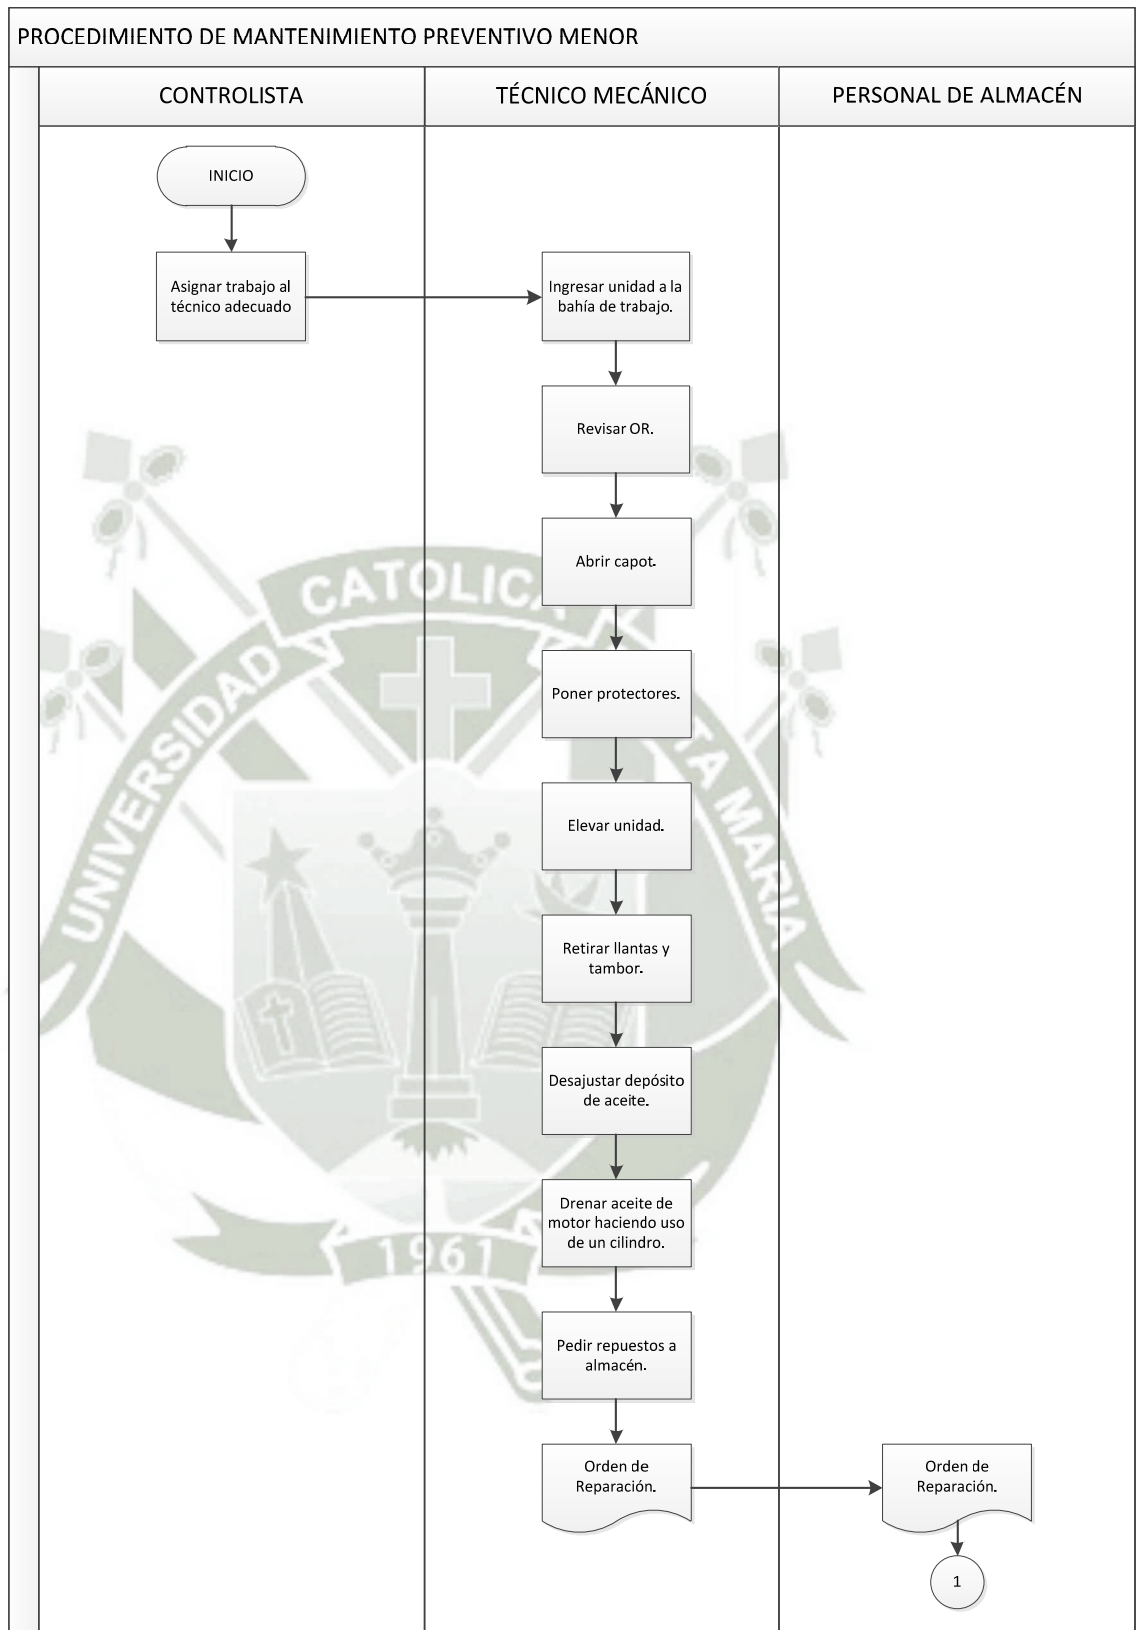 PROCEDIMIENTO DE MANTENIMIENTO PREVENTIVO MENOR
CONTROLISTA
TÉCNICO MECÁNICO
PERSONAL DE ALMACÉN
INICIO
Asignar trabajo al
técnico adecuado
Ingresar unidad a la
bahía de trabajo.
Revisar OR.
Abrir capot.
Poner protectores.
Elevar unidad.
Retirar llantas y
tambor.
Desajustar depósito
de aceite.
Drenar aceite de
motor haciendo uso
de un cilindro.
Pedir repuestos a
almacén.
Orden de
Reparación.
Orden de
Reparación.
1
UNIVERSIDAD CATOLICA TA MARIA
1961